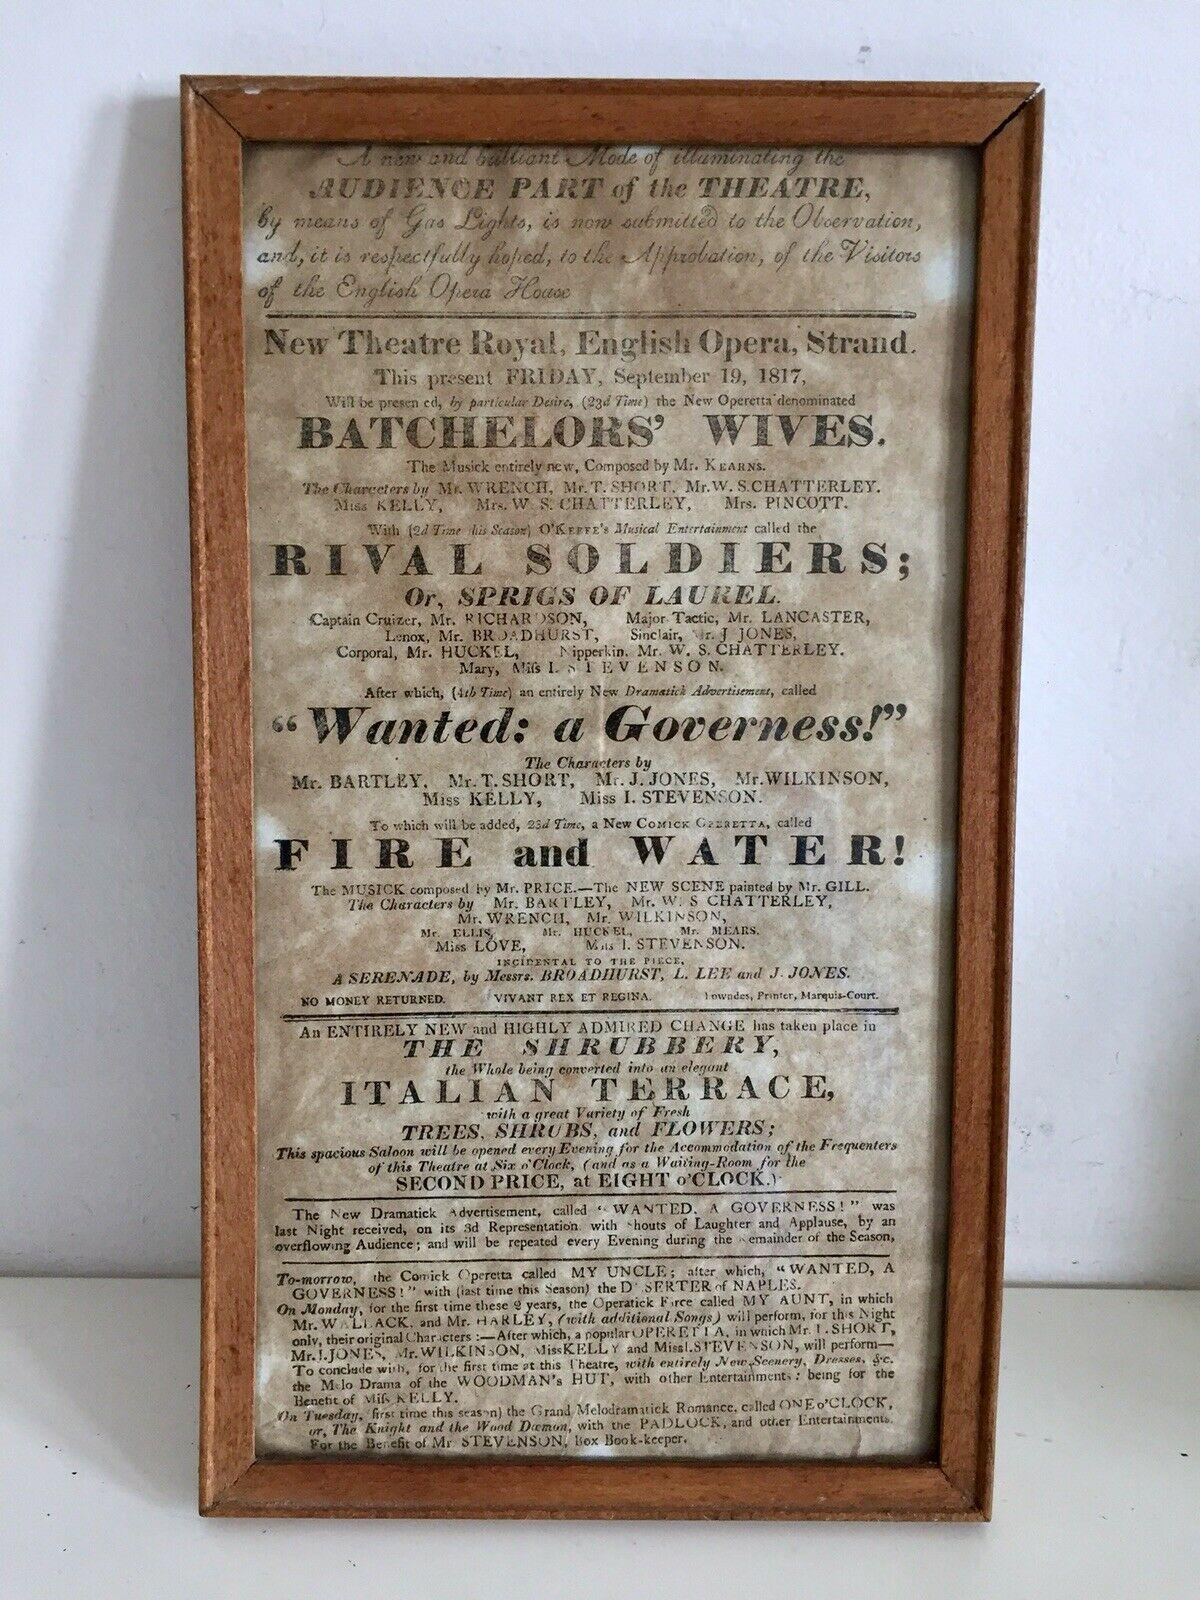 A new and brilliant Mode of illuminating the
AUDIENCE PART of the THEATRE,
by means of Gas Lights, is now submitted to the Observation,
and, it is respectfully hoped, to the Approbation, of the Visitors
of the English Opera House
New Theatre Royal, English Opera, Strand.
This present FRIDAY, September 19, 1817,
Will be presen ed, by particular Desire, (23d Time) the New Operetta denominated
BATCHELORS' WIVES.
The Musick entirely new, Composed by Mr. KEARNS.
The Characters by Mr. WRENCH, Mr. T. SHORT, Mr. W. S. CHATTERLEY.
Miss KELLY, Mrs. W. S. CHATTERLEY, Mrs. PINCOTT.
With (2d Time his Season) O'KEEFE's Musical Entertainment called the
RIVAL SOLDIERS;
Or, SPRIGS OF LAUREL.
Captain Cruizer, Mr. RICHARDSON, Major Tactic, Mr. LANCASTER,
Lenox, Mr. BROADHURST, Sinclair, Mr. J JONES,
Corporal, Mr. HUCKEL, Nipperkin, Mr. W. S. CHATTERLEY.
Mary, Miss I. STEVENSON.
After which, (4th Time) an entirely New Dramatick Advertisement, called
"Wanted: a Governess!"
The Characters by
Mr. BARTLEY, Mr. T. SHORT, Mr. J. JONES, Mr. WILKINSON,
Miss KELLY, Miss I. STEVENSON.
To which will be added, 23d Time, a New COMICK OPERETTA, called
FIRE and WATER!
The MUSICK composed by Mr. PRICE.—The NEW SCENE painted by Mr. GILL.
The Characters by Mr. BARTLEY, Mr. W. S CHATTERLEY,
Mr. WRENCH, Mr. WILKINSON,
Mr. ELLIS, Mr. HUCKEL, Mr. MEARS.
Miss LOVE, Miss I. STEVENSON.
INCIDENTAL TO THE PIECE,
A SERENADE, by Messrs. BROADHURST, L. LEE and J. JONES.
NO MONEY RETURNED. VIVANT REX ET REGINA. Lowndes, Printer, Marquis-Court.
An ENTIRELY NEW and HIGHLY ADMIRED CHANGE has taken place in
THE SHRUBBERY,
the Whole being converted into an elegant
ITALIAN TERRACE,
with a great Variety of Fresh
TREES, SHRUBS, and FLOWERS;
This spacious Saloon will be opened every Evening for the Accommodation of the Frequenters
of this Theatre at Six o'Clock, (and as a Waiting-Room for the
SECOND PRICE, at EIGHT o'CLOCK.)
The New Dramatick Advertisement, called "WANTED, A GOVERNESS!" was
last Night received, on its 3d Representation with shouts of Laughter and Applause, by an
overflowing Audience; and will be repeated every Evening during the remainder of the Season,
To-morrow, the Comick Operetta called MY UNCLE; after which, "WANTED, A
GOVERNESS!" with (last time this Season) the DESERTER of NAPLES.
On Monday, for the first time these 2 years, the Operatick Farce called MY AUNT, in which
Mr. WALLACK, and Mr. HARLEY, (with additional Songs) will perform, for this Night
only, their original Characters:—After which, a popular OPERETTA, in which Mr. T. SHORT,
Mr. J. JONES, Mr. WILKINSON, Miss KELLY and Miss I. STEVENSON, will perform—
To conclude with, for the first time at this Theatre, with entirely New Scenery, Dresses, &c.
the Melo Drama of the WOODMAN's HUT, with other Entertainments: being for the
Benefit of Miss KELLY.
On Tuesday, first time this season) the Grand Melodramatick Romance, called ONE o'CLOCK,
or, The Knight and the Wood Dæmon, with the PADLOCK, and other Entertainments.
For the Benefit of Mr STEVENSON, Box Book-keeper.